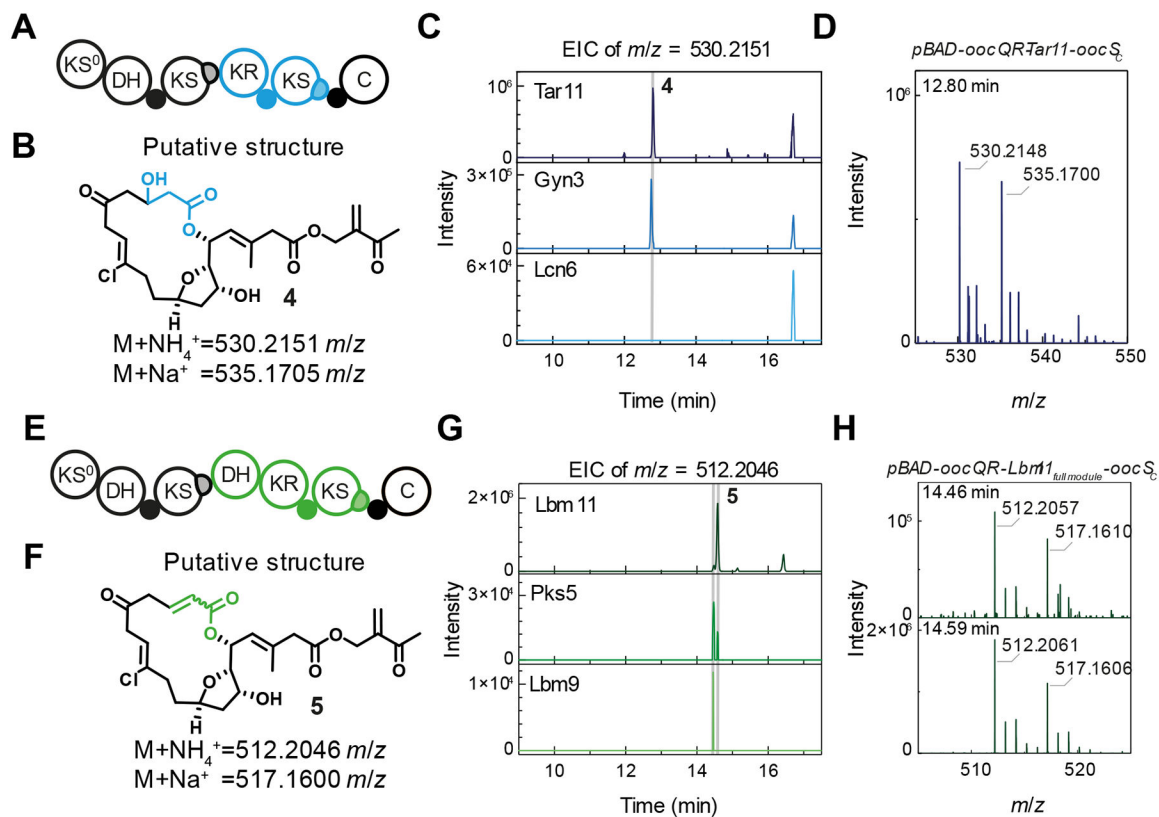 A
KS⁰
DH
KS
KR
KS
C
B
Putative structure
OH
O
O
O
O
O
O
Cl
O
OH
H
4
M+NH₄⁺=530.2151 m/z
M+Na⁺ =535.1705 m/z
C
EIC of m/z = 530.2151
Tar11
4
10⁶
0
Gyn3
3×10⁵
0
Lcn6
6×10⁴
0
Intensity
10 12 14 16
Time (min)
D
pBAD-oocQR-Tar11-oocS_C
12.80 min
10⁶
0
530.2148
535.1700
Intensity
530 540 550
m/z
E
KS⁰
DH
KS
DH
KR
KS
C
F
Putative structure
O
O
O
O
O
O
Cl
O
OH
H
5
M+NH₄⁺=512.2046 m/z
M+Na⁺ =517.1600 m/z
G
EIC of m/z = 512.2046
Lbm 11
5
2×10⁶
0
Pks5
3×10⁴
0
Lbm9
1×10⁴
0
Intensity
10 12 14 16
Time (min)
H
pBAD-oocQR-Lbm11_full module-oocS_C
14.46 min
512.2057
10⁵
517.1610
0
2×10⁶
14.59 min
512.2061
517.1606
0
Intensity
510 520
m/z